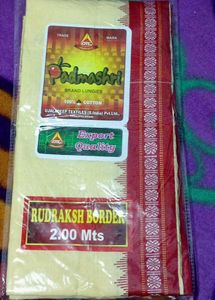 TRADE MARK
Padmashri
BRAND LUNGIES
100% COTTON
Export
Quality
RUDRAKSH BORDER
2.00 Mts